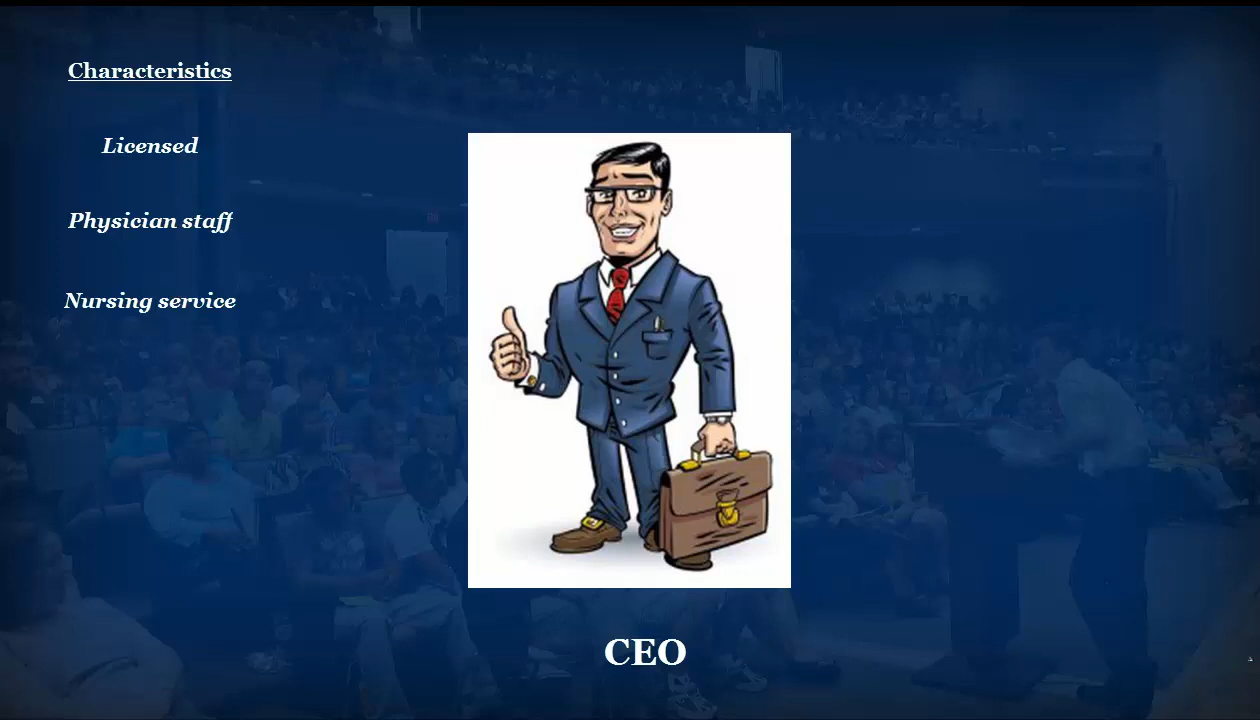 Characteristics
Licensed
Physician staff
Nursing service
CEO